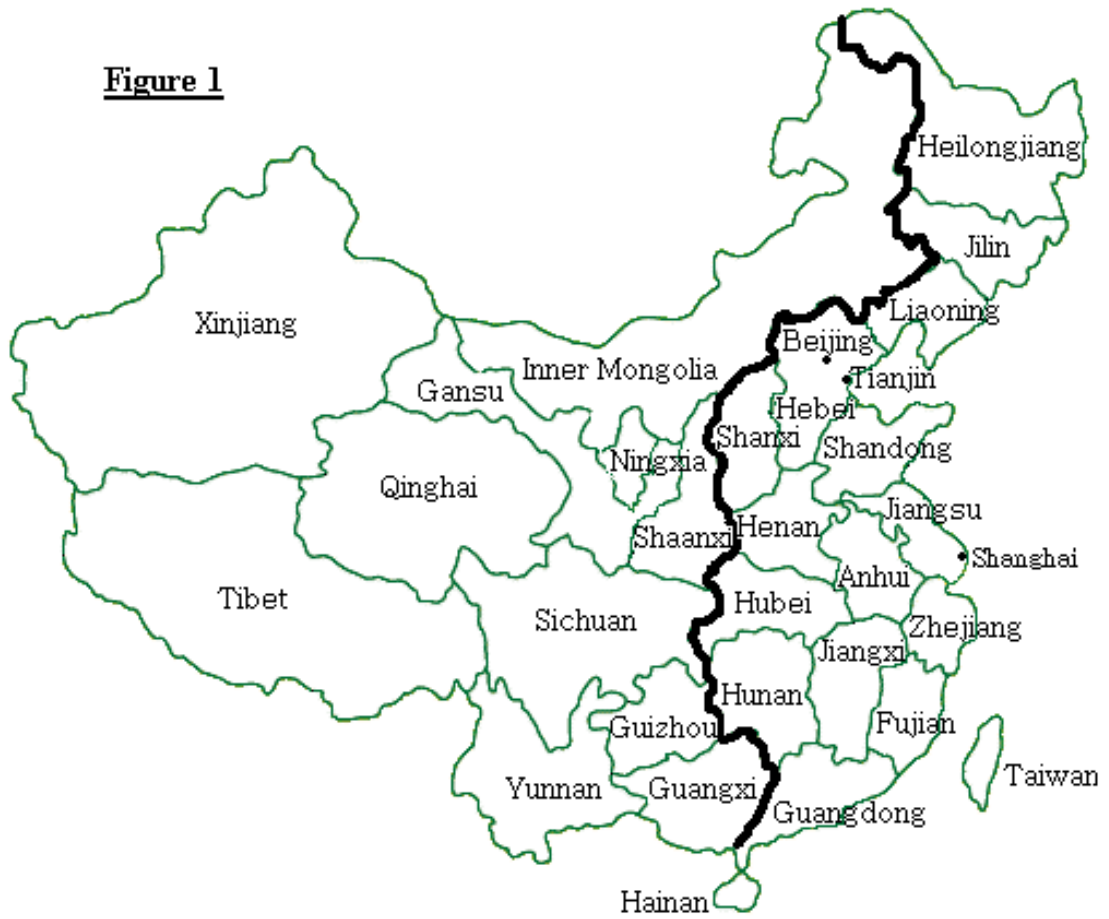 Figure 1
Heilongjiang
Jilin
Liaoning
Xinjiang
Beijing
Inner Mongolia
Tianjin
Gansu
Hebei
Shanxi
Shandong
Ningxia
Qinghai
Jiangsu
Henan
Shaanxi
Shanghai
Anhui
Tibet
Hubei
Sichuan
Zhejiang
Jiangxi
Hunan
Fujian
Guizhou
Taiwan
Yunnan
Guangxi
Guangdong
Hainan